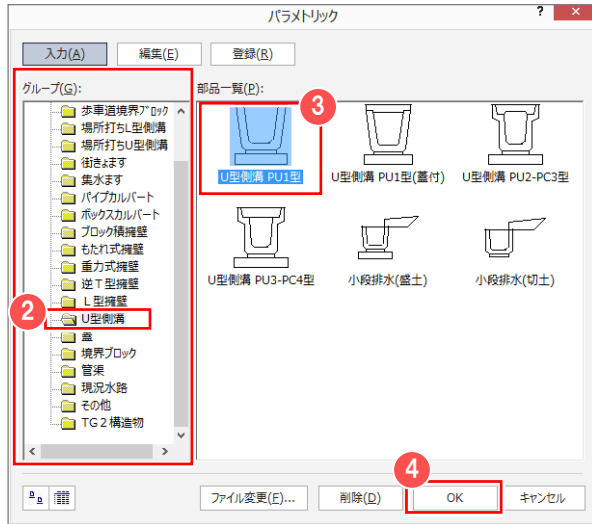 パラメトリック
? ×
入力(A) 編集(E) 登録(R)
グループ(G):
歩車道境界ブロック
場所打ちL型側溝
場所打ちU型側溝
街きょます
集水ます
パイプカルバート
ボックスカルバート
ブロック積擁壁
もたれ式擁壁
重力式擁壁
逆T型擁壁
L型擁壁
2
U型側溝
蓋
境界ブロック
管渠
現況水路
その他
TG2構造物
部品一覧(P):
3
U型側溝 PU1型 U型側溝 PU1型(蓋付) U型側溝 PU2-PC3型
U型側溝 PU3-PC4型 小段排水(盛土) 小段排水(切土)
4
ファイル変更(F)... 削除(D) OK キャンセル